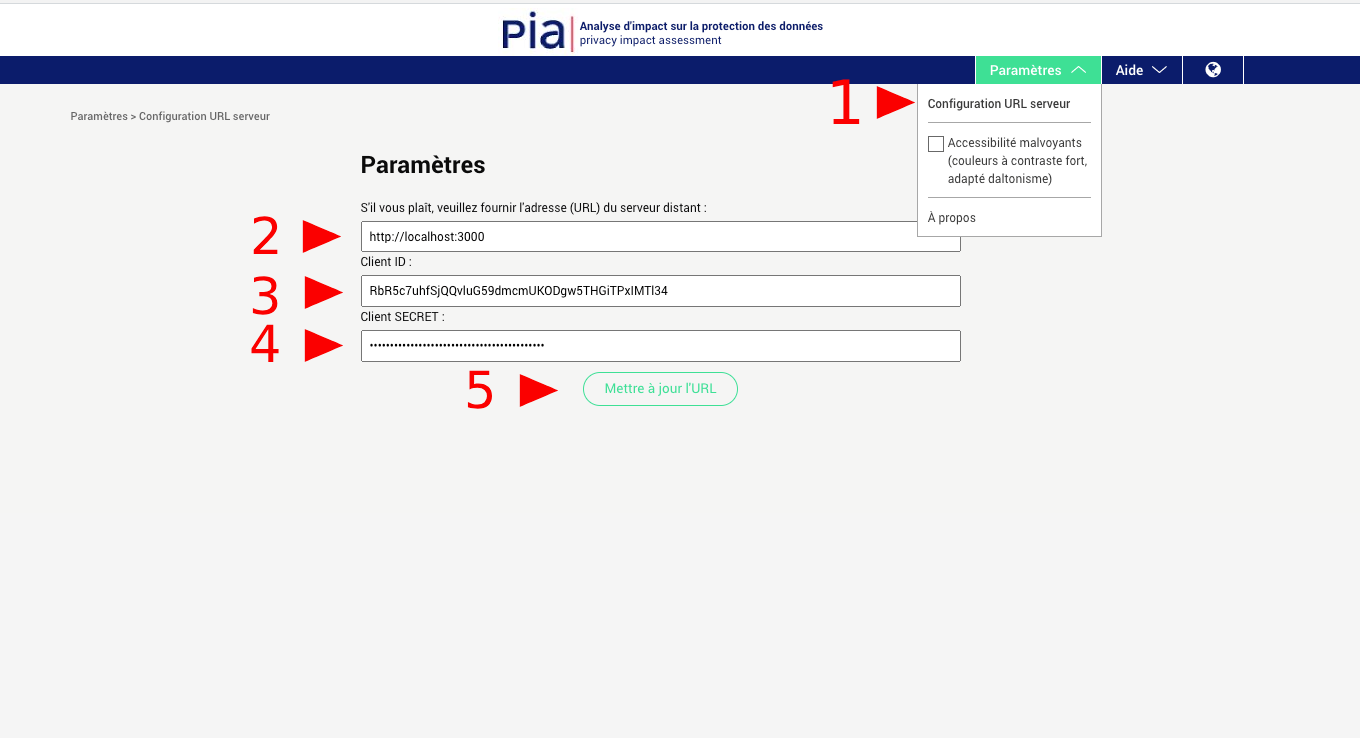 Pia
Analyse d'impact sur la protection des données
privacy impact assessment
Paramètres
Aide
1
Configuration URL serveur
Accessibilité malvoyants
(couleurs à contraste fort,
adapté daltonisme)
À propos
Paramètres > Configuration URL serveur
Paramètres
S'il vous plaît, veuillez fournir l'adresse (URL) du serveur distant :
2
http://localhost:3000
Client ID :
3
RbR5c7uhfSjQQvluG59dmcmUKODgw5THGiTPxIMTl34
Client SECRET :
4
•••••••••••••••••••••••••••••••••••••••••••
5
Mettre à jour l'URL